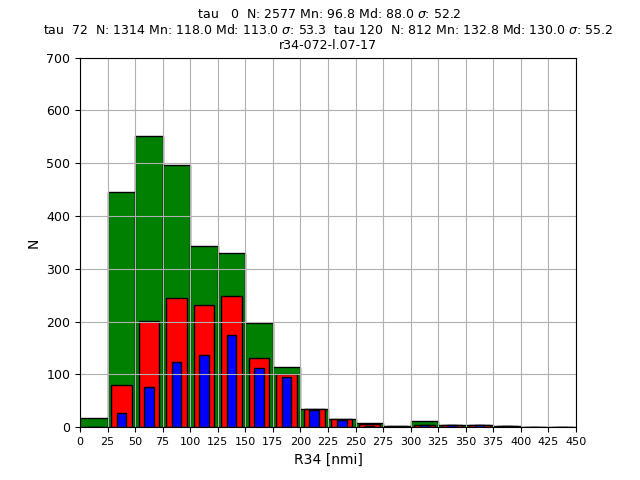 tau 0 N: 2577 Mn: 96.8 Md: 88.0 σ: 52.2
tau 72 N: 1314 Mn: 118.0 Md: 113.0 σ: 53.3 tau 120 N: 812 Mn: 132.8 Md: 130.0 σ: 55.2
r34-072-l.07-17
700
600
500
400
300
200
100
0
N
0 25 50 75 100 125 150 175 200 225 250 275 300 325 350 375 400 425 450
R34 [nmi]